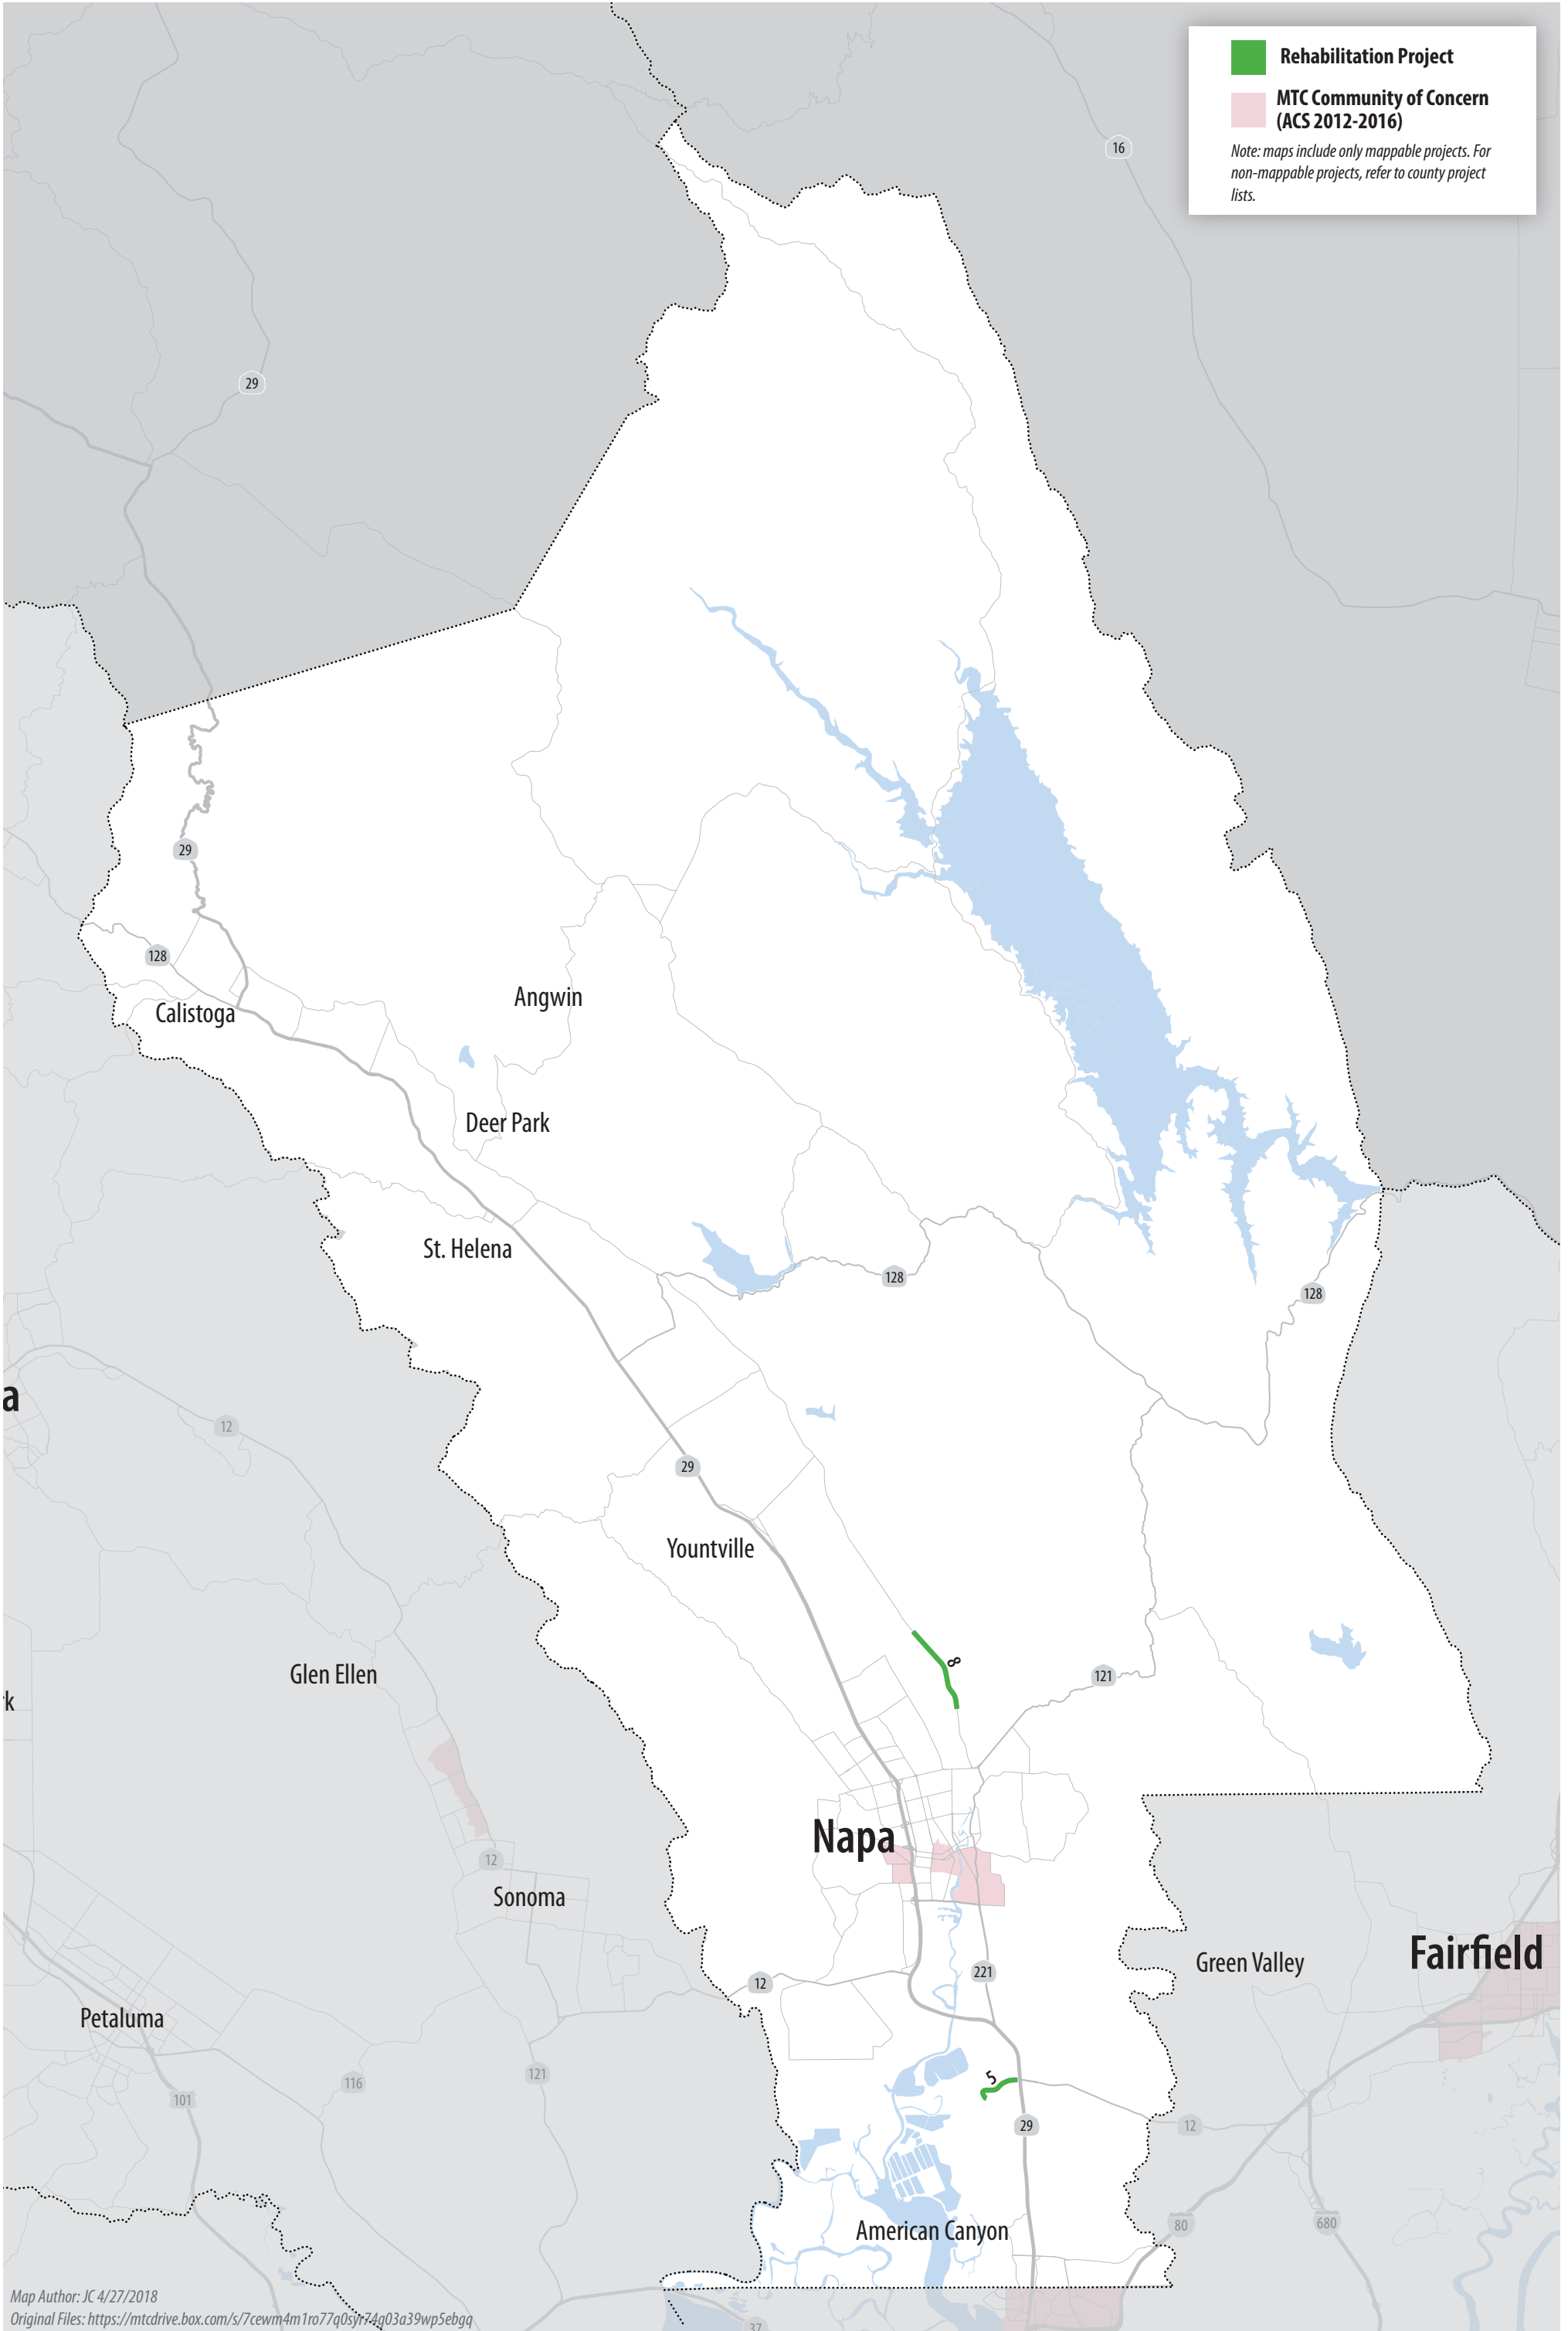 Rehabilitation Project
MTC Community of Concern
(ACS 2012-2016)
Note: maps include only mappable projects. For
non-mappable projects, refer to county project
lists.
16
29
29
128
Calistoga
Angwin
Deer Park
St. Helena
128
128
a
12
29
Yountville
8
Glen Ellen
121
rk
Napa
12
Sonoma
Green Valley
Fairfield
221
12
Petaluma
121
116
5
101
29
12
American Canyon
80
680
37
Map Author: JC 4/27/2018
Original Files: https://mtcdrive.box.com/s/7cewm4m1ro77q0syr74g03a39wp5ebgq